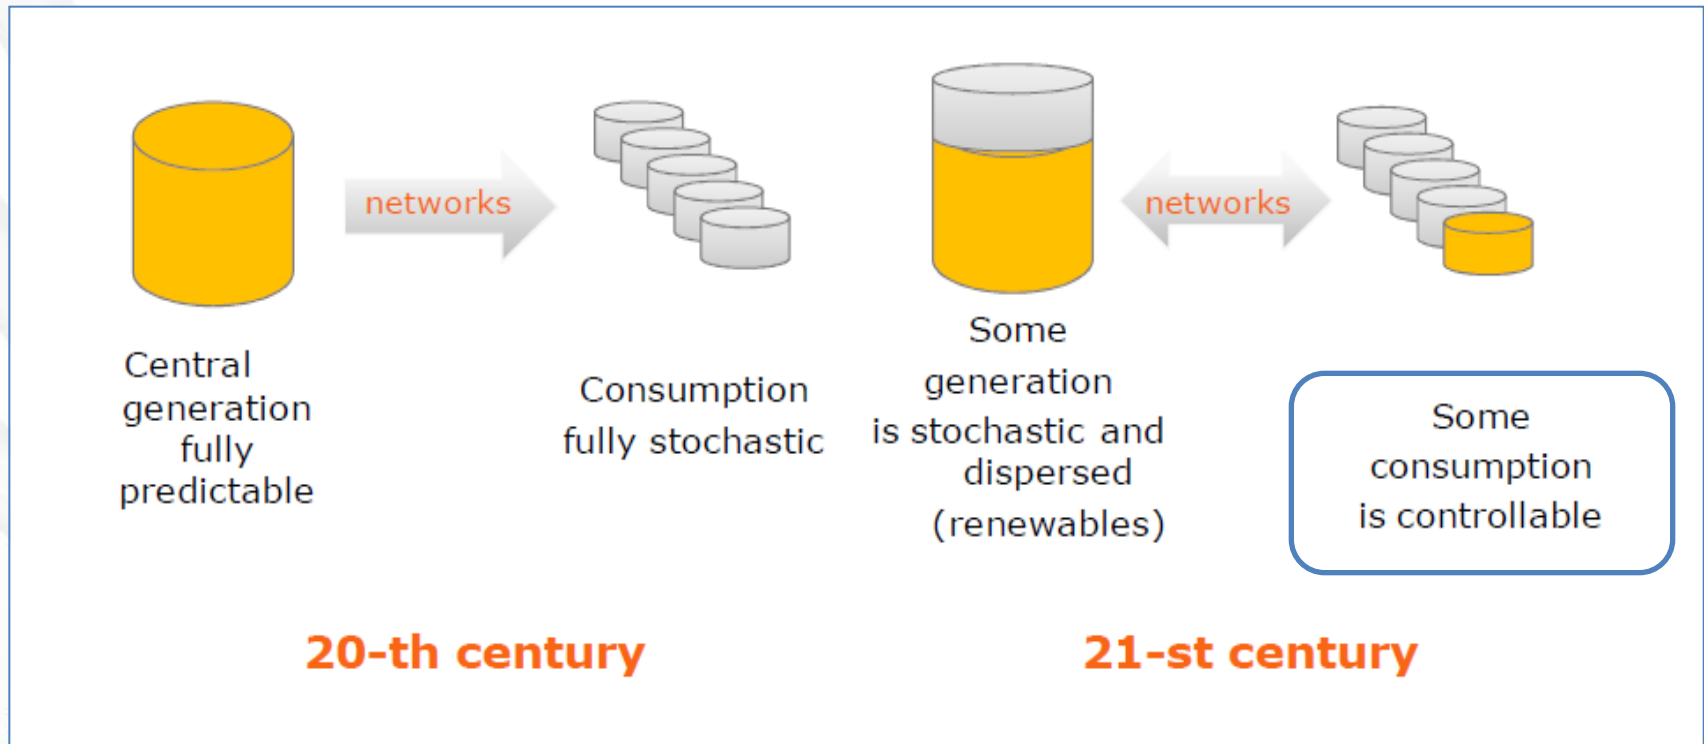 networks
Central
generation
fully
predictable
Consumption
fully stochastic
20-th century
networks
Some
generation
is stochastic and
dispersed
(renewables)
Some
consumption
is controllable
21-st century